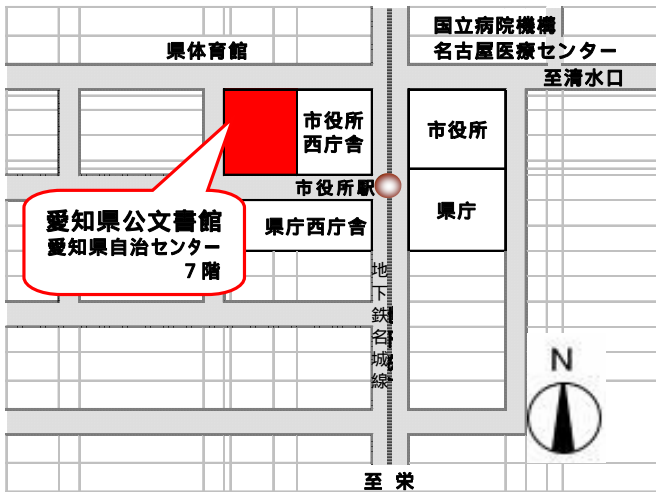 国立病院機構
名古屋医療センター
県体育館
至清水口
市役所
西庁舎
市役所
市役所駅
県庁
愛知県公文書館
愛知県自治センター
7階
県庁西庁舎
地下鉄名城線
N
至 栄